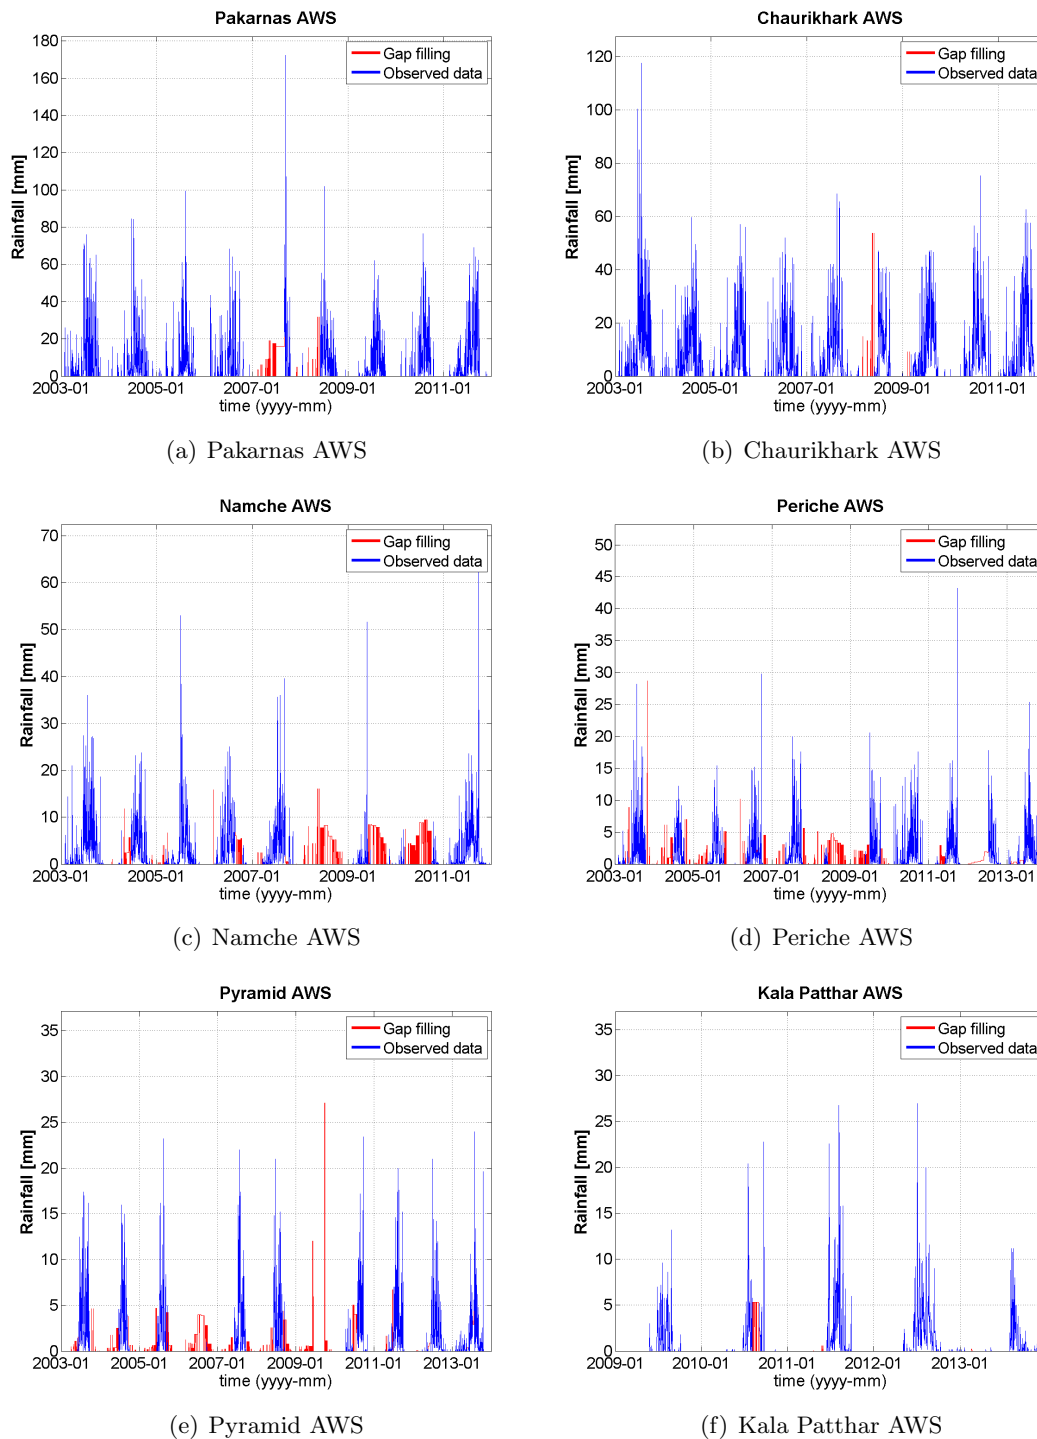 Pakarnas AWS
Gap filling
Observed data
Rainfall [mm]
180
160
140
120
100
80
60
40
20
0
2003-01 2005-01 2007-01 2009-01 2011-01
time (yyyy-mm)
(a) Pakarnas AWS
Chaurikhark AWS
Gap filling
Observed data
Rainfall [mm]
120
100
80
60
40
20
0
2003-01 2005-01 2007-01 2009-01 2011-01
time (yyyy-mm)
(b) Chaurikhark AWS
Namche AWS
Gap filling
Observed data
Rainfall [mm]
70
60
50
40
30
20
10
0
2003-01 2005-01 2007-01 2009-01 2011-01
time (yyyy-mm)
(c) Namche AWS
Periche AWS
Gap filling
Observed data
Rainfall [mm]
50
45
40
35
30
25
20
15
10
5
0
2003-01 2005-01 2007-01 2009-01 2011-01 2013-01
time (yyyy-mm)
(d) Periche AWS
Pyramid AWS
Gap filling
Observed data
Rainfall [mm]
35
30
25
20
15
10
5
0
2003-01 2005-01 2007-01 2009-01 2011-01 2013-01
time (yyyy-mm)
(e) Pyramid AWS
Kala Patthar AWS
Gap filling
Observed data
Rainfall [mm]
35
30
25
20
15
10
5
0
2009-01 2010-01 2011-01 2012-01 2013-01
time (yyyy-mm)
(f) Kala Patthar AWS